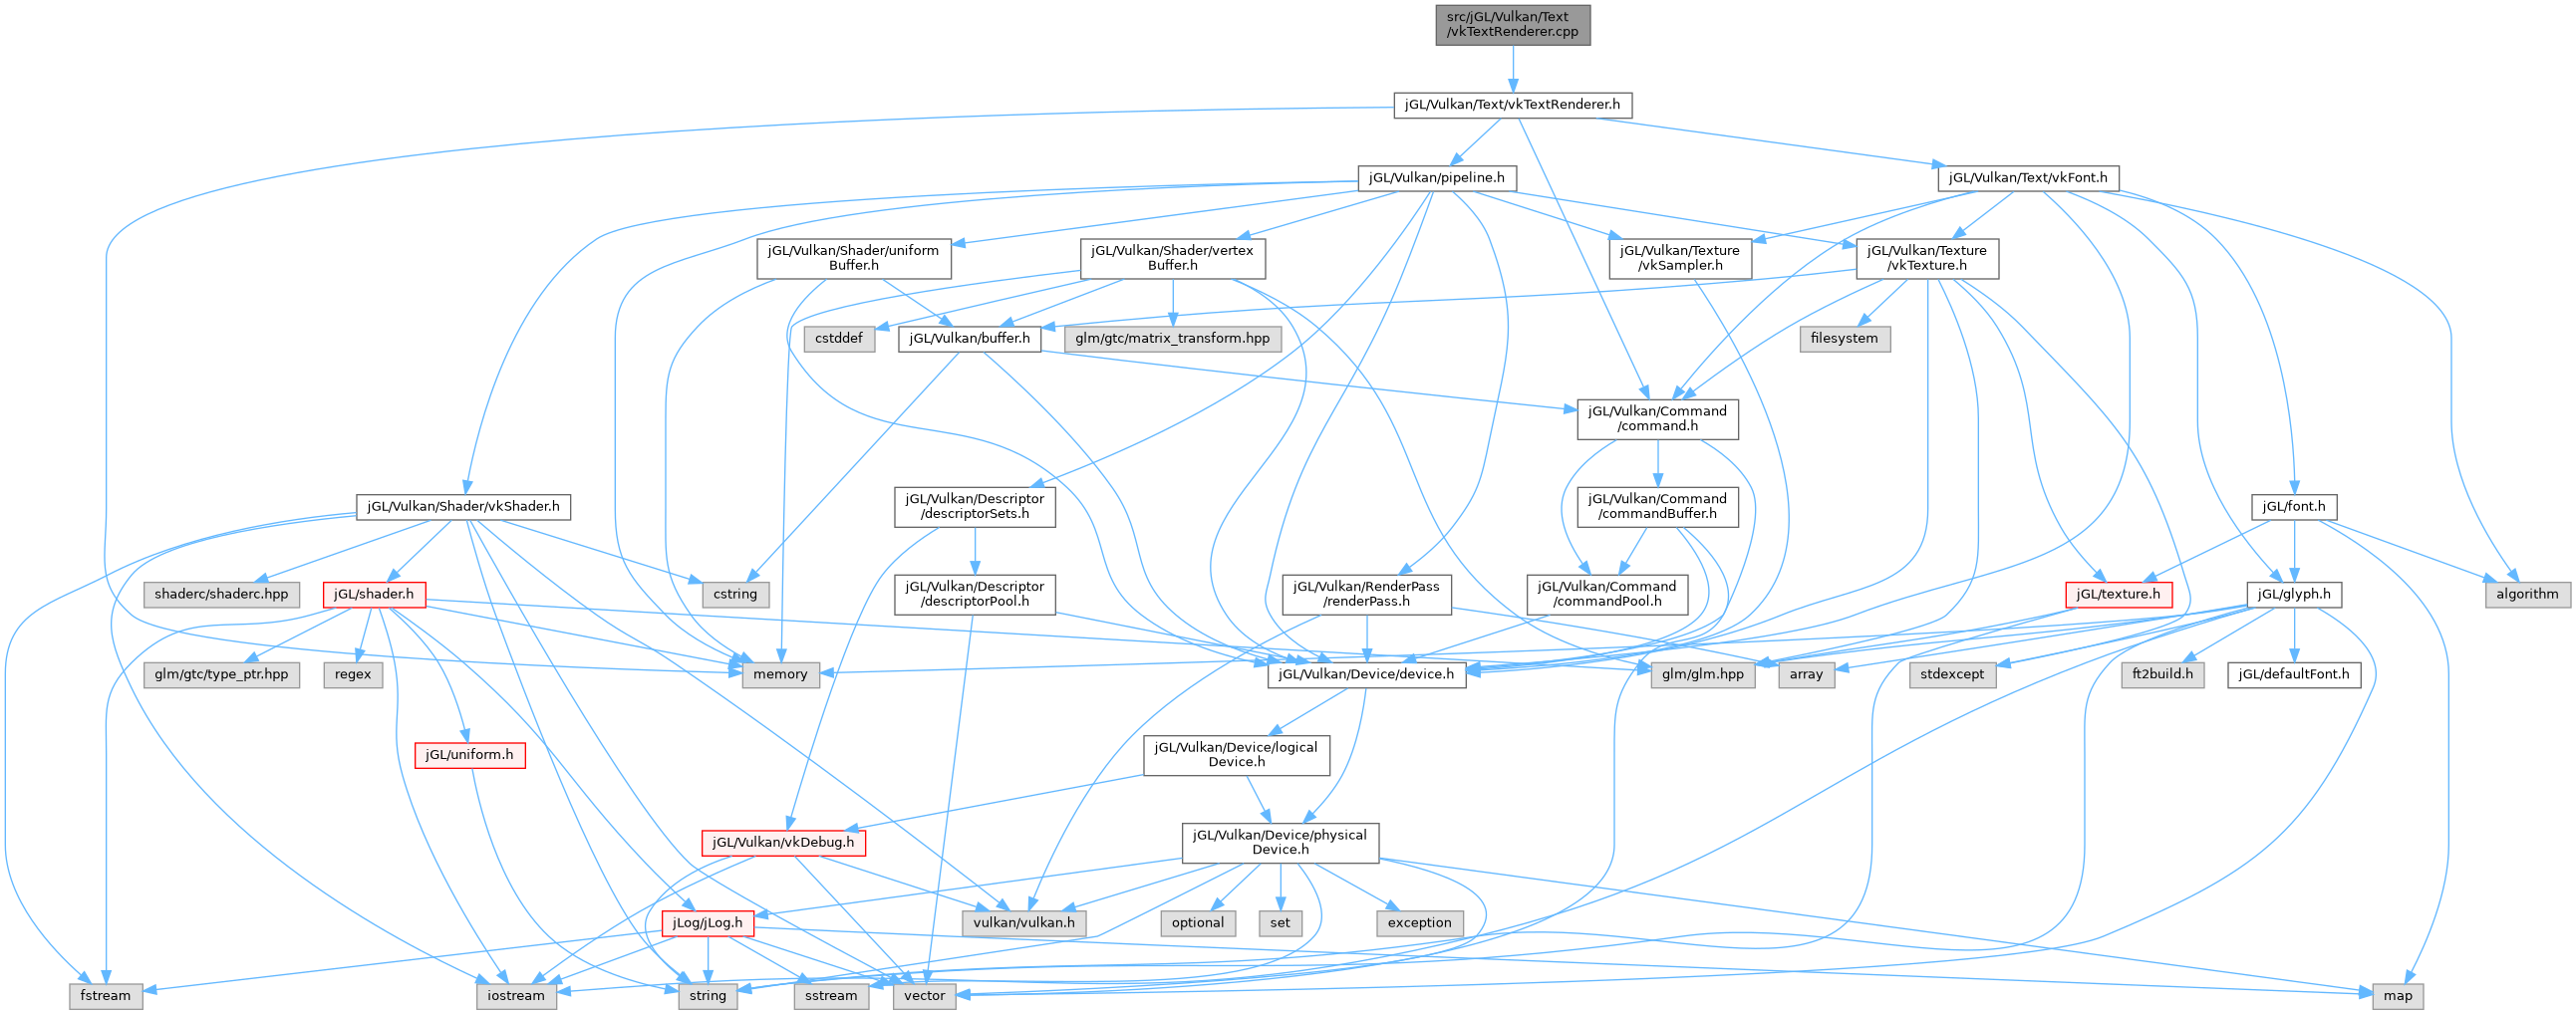 src/jGL/Vulkan/Text
/vkTextRenderer.cpp
jGL/Vulkan/Text/vkTextRenderer.h
jGL/Vulkan/pipeline.h
jGL/Vulkan/Text/vkFont.h
jGL/Vulkan/Shader/uniform
Buffer.h
jGL/Vulkan/Shader/vertex
Buffer.h
jGL/Vulkan/Texture
/vkSampler.h
jGL/Vulkan/Texture
/vkTexture.h
cstddef
jGL/Vulkan/buffer.h
glm/gtc/matrix_transform.hpp
filesystem
jGL/Vulkan/Command
/command.h
jGL/Vulkan/Shader/vkShader.h
jGL/Vulkan/Descriptor
/descriptorSets.h
jGL/Vulkan/Command
/commandBuffer.h
jGL/font.h
shaderc/shaderc.hpp
jGL/shader.h
cstring
jGL/Vulkan/Descriptor
/descriptorPool.h
jGL/Vulkan/RenderPass
/renderPass.h
jGL/Vulkan/Command
/commandPool.h
jGL/texture.h
jGL/glyph.h
algorithm
glm/gtc/type_ptr.hpp
regex
memory
jGL/Vulkan/Device/device.h
glm/glm.hpp
array
stdexcept
ft2build.h
jGL/defaultFont.h
jGL/uniform.h
jGL/Vulkan/Device/logical
Device.h
jGL/Vulkan/vkDebug.h
jGL/Vulkan/Device/physical
Device.h
jLog/jLog.h
vulkan/vulkan.h
optional
set
exception
fstream
iostream
string
sstream
vector
map